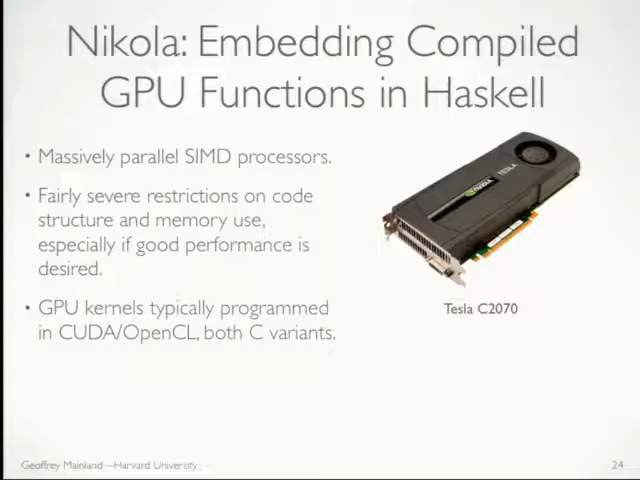 Nikola: Embedding Compiled
GPU Functions in Haskell
• Massively parallel SIMD processors.
• Fairly severe restrictions on code
structure and memory use,
especially if good performance is
desired.
• GPU kernels typically programmed
in CUDA/OpenCL, both C variants.
NVIDIA
TESLA
Tesla C2070
Geoffrey Mainland—Harvard University
24